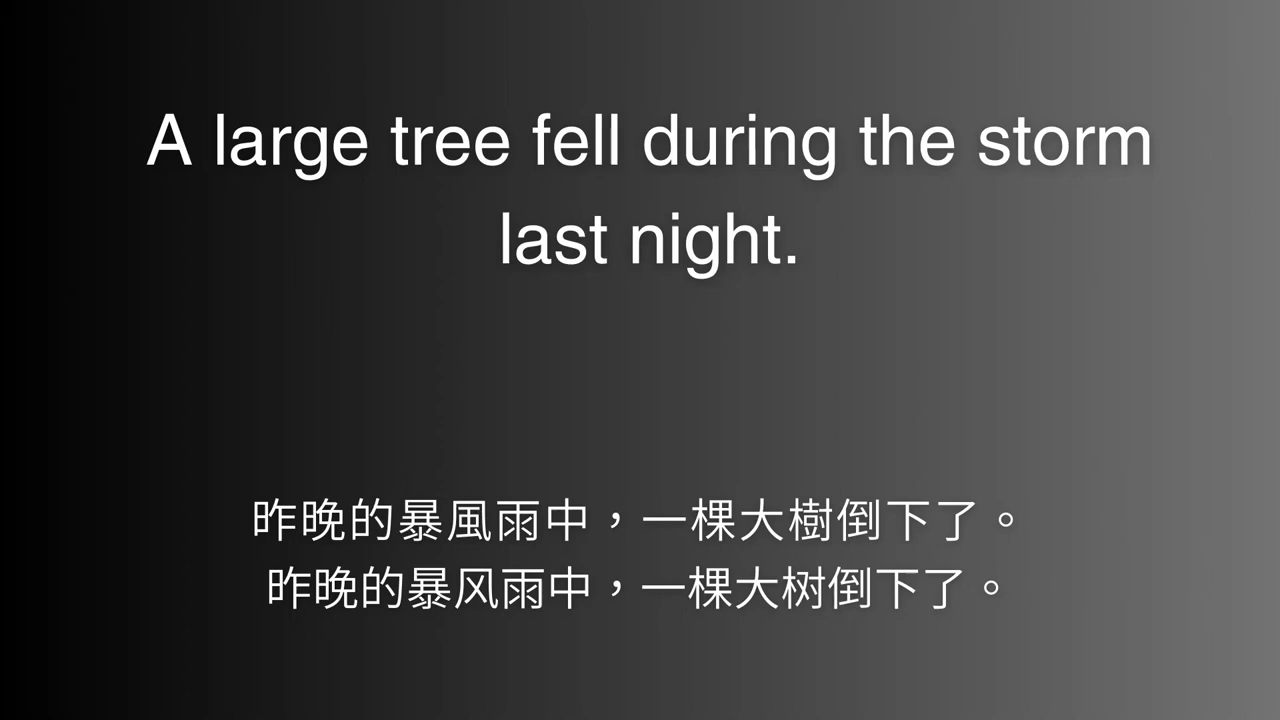 A large tree fell during the storm
last night.
昨晚的暴風雨中，一棵大樹倒下了。
昨晚的暴风雨中，一棵大树倒下了。